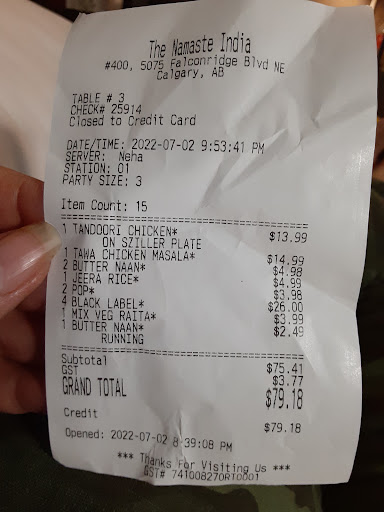 The Namaste India
#400, 5075 Falconridge Blvd NE
Calgary, AB
TABLE # 3
CHECK# 25914
Closed to Credit Card
DATE/TIME: 2022-07-02 9:53:41 PM
SERVER: Neha
STATION: 01
PARTY SIZE: 3
Item Count: 15
1 TANDOORI CHICKEN* $13.99
ON SZILLER PLATE
1 TAWA CHICKEN MASALA* $14.99
2 BUTTER NAAN* $4.98
1 JEERA RICE* $4.99
2 POP* $3.98
4 BLACK LABEL* $26.00
1 MIX VEG RAITA* $3.99
1 BUTTER NAAN* $2.49
RUNNING
Subtotal $75.41
GST $3.77
GRAND TOTAL $79.18
Credit $79.18
Opened: 2022-07-02 8:39:08 PM
*** Thanks For Visiting Us ***
GST# 741008270RT0001